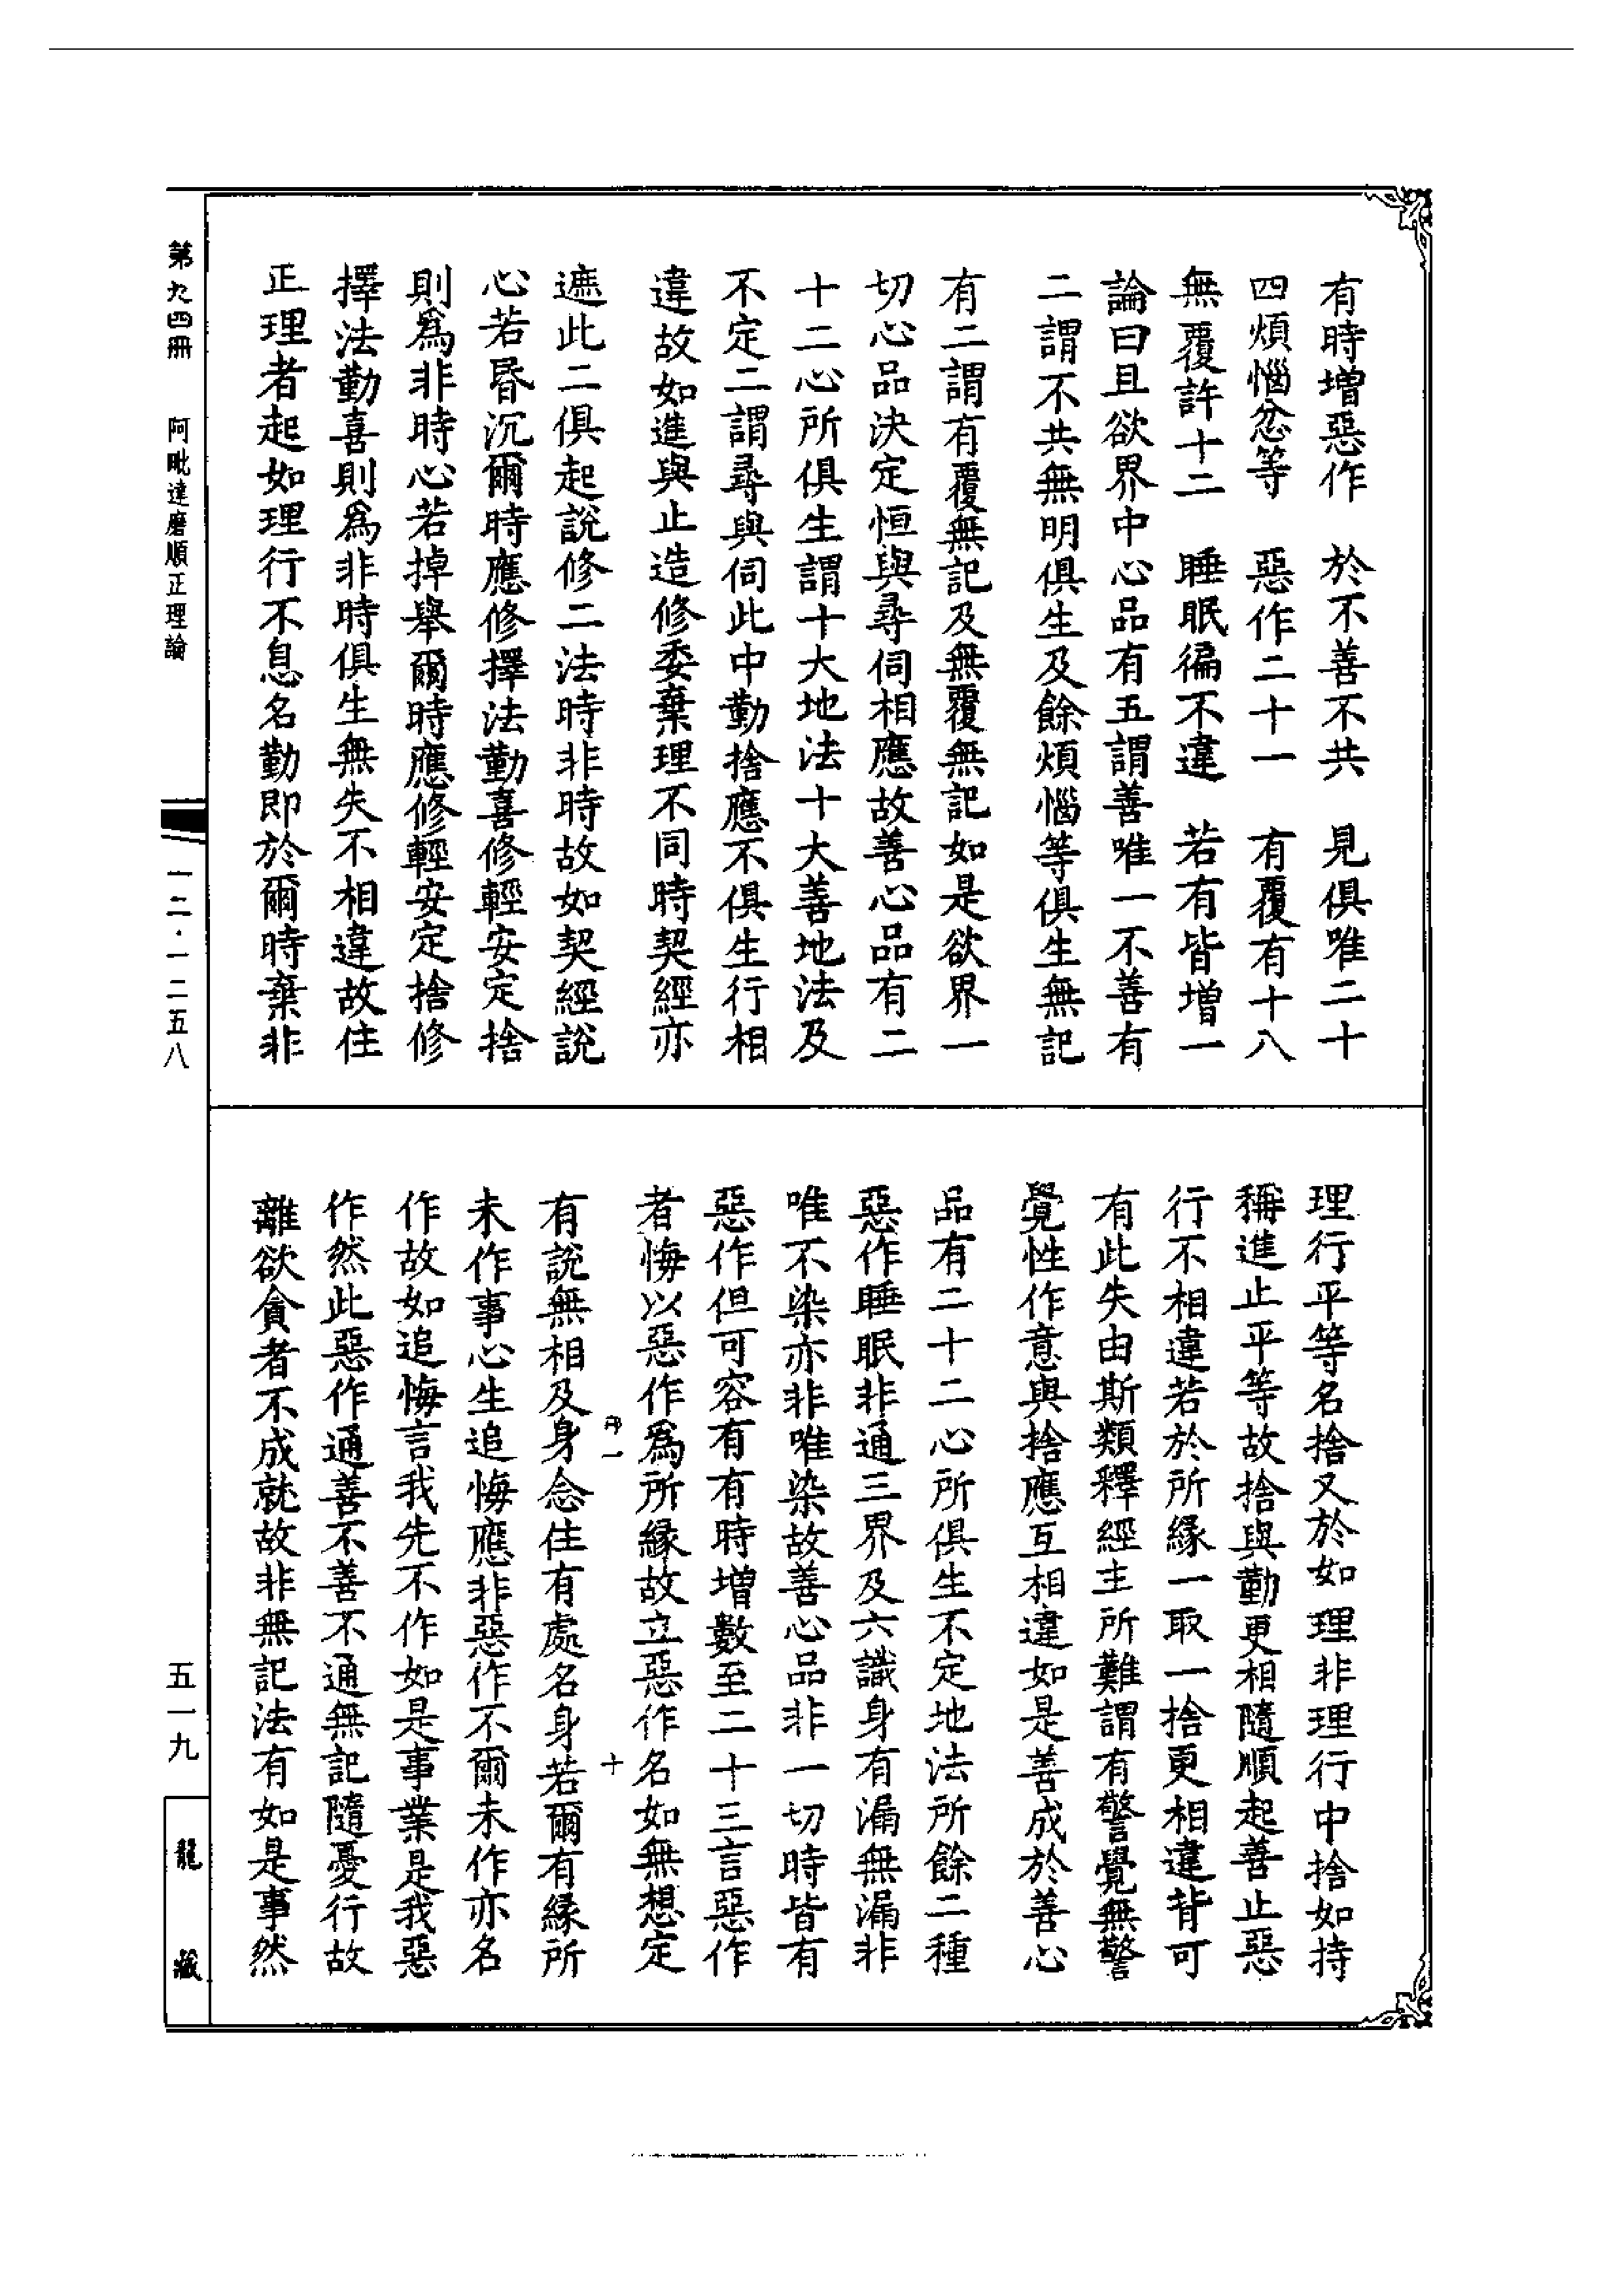 有時增惡作　於不善不共　見俱唯二十
四煩惱忿等　惡作二十一　有覆有十八
無覆許十二　睡眠徧不違　若有皆增一
論曰且欲界中心品有五謂善唯一不善有
二謂不共無明俱生及餘煩惱等俱生無記
有二謂有覆無記及無覆無記如是欲界一
切心品決定恒與尋伺相應故善心品有二
十二心所俱生謂十大地法十大善地法及
不定二謂尋與伺此中勤捨應不俱生行相
違故如進與止造修委棄理不同時契經亦
遮此二俱起說修二法時非時故如契經說
心若昬沉爾時應修擇法勤喜修輕安定捨
則爲非時心若掉舉爾時應修輕安定捨修
擇法勤喜則爲非時俱生無失不相違故住
正理者起如理行不息名勤即於爾時棄非
理行平等名捨又於如理非理行中捨如持
稱進止平等故捨與勤更相隨順起善止惡
行不相違若於所緣一取一捨更相違背可
有此失由斯類釋經主所難謂有警覺無警
覺性作意與捨應互相違如是善成於善心
品有二十二心所俱生不定地法所餘二種
惡作睡眠非通三界及六識身有漏無漏非
唯不染亦非唯染故善心品非一切時皆有
惡作但可容有有時增數至二十三言惡作
者悔以惡作爲所緣故立惡作名如無想定
有說無相及身念住有處名身若爾有緣所
未作事心生追悔應非惡作不爾未作亦名
作故如追悔言我先不作如是事業是我惡
作然此惡作通善不善不通無記隨憂行故
離欲貪者不成就故非無記法有如是事然
十
第九四冊　阿毗達磨順正理論
一二·一二五八
五一九
龍藏